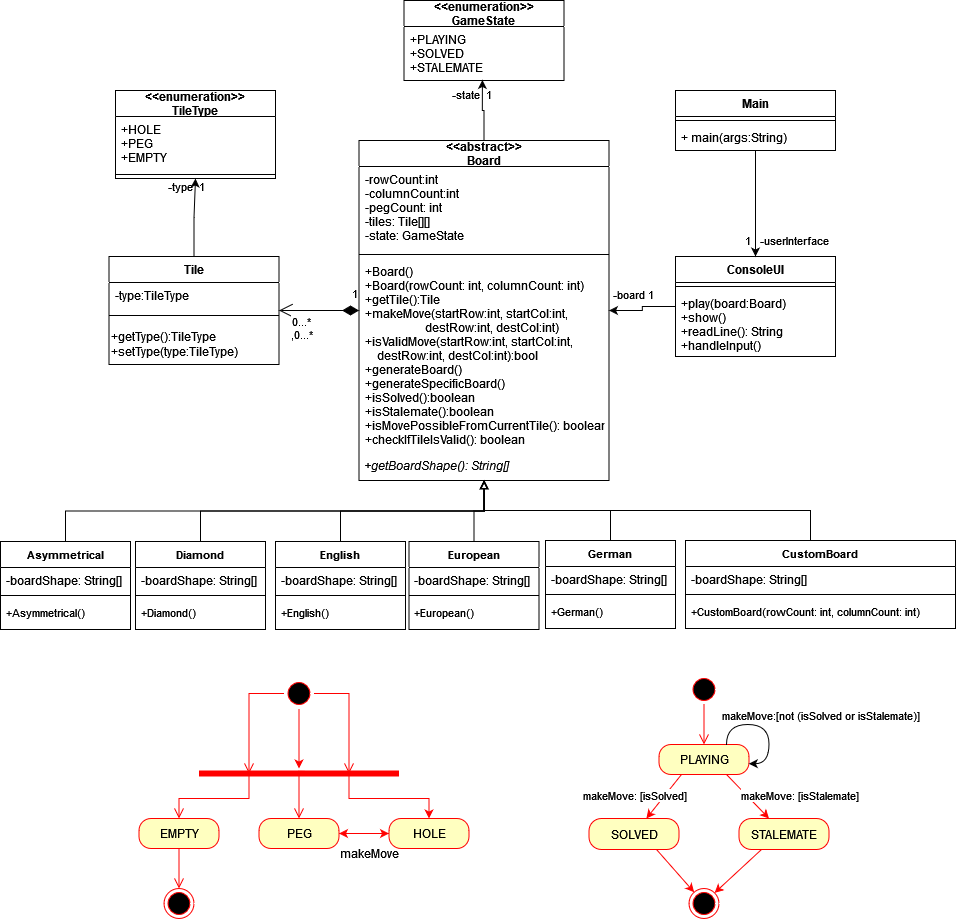 <<enumeration>>
GameState
+PLAYING
+SOLVED
+STALEMATE
-state 1
<<enumeration>>
TileType
+HOLE
+PEG
+EMPTY
-type 1
Main
+ main(args:String)
1 -userInterface
<<abstract>>
Board
-rowCount:int
-columnCount:int
-pegCount: int
-tiles: Tile[][]
-state: GameState
+Board()
+Board(rowCount: int, columnCount: int)
+getTile():Tile
+makeMove(startRow:int, startCol:int,
destRow:int, destCol:int)
+isValidMove(startRow:int, startCol:int,
destRow:int, destCol:int):bool
+generateBoard()
+generateSpecificBoard()
+isSolved():boolean
+isStalemate():boolean
+isMovePossibleFromCurrentTile(): boolean
+checkIfTileIsValid(): boolean
+getBoardShape(): String[]
Tile
-type:TileType
+getType():TileType
+setType(type:TileType)
1
0...*
,0...*
ConsoleUI
+play(board:Board)
+show()
+readLine(): String
+handleInput()
-board 1
Asymmetrical
-boardShape: String[]
+Asymmetrical()
Diamond
-boardShape: String[]
+Diamond()
English
-boardShape: String[]
+English()
European
-boardShape: String[]
+European()
German
-boardShape: String[]
+German()
CustomBoard
-boardShape: String[]
+CustomBoard(rowCount: int, columnCount: int)
EMPTY
PEG
HOLE
makeMove
makeMove:[not (isSolved or isStalemate)]
PLAYING
makeMove: [isSolved]
makeMove: [isStalemate]
SOLVED
STALEMATE